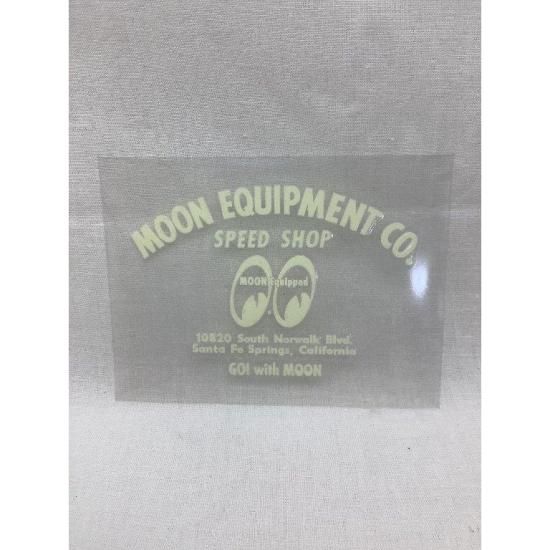 MOON EQUIPMENT CO.
SPEED SHOP
MOON Equipped
10820 South Norwalk Blvd.
Santa Fe Springs, California
GO! with MOON